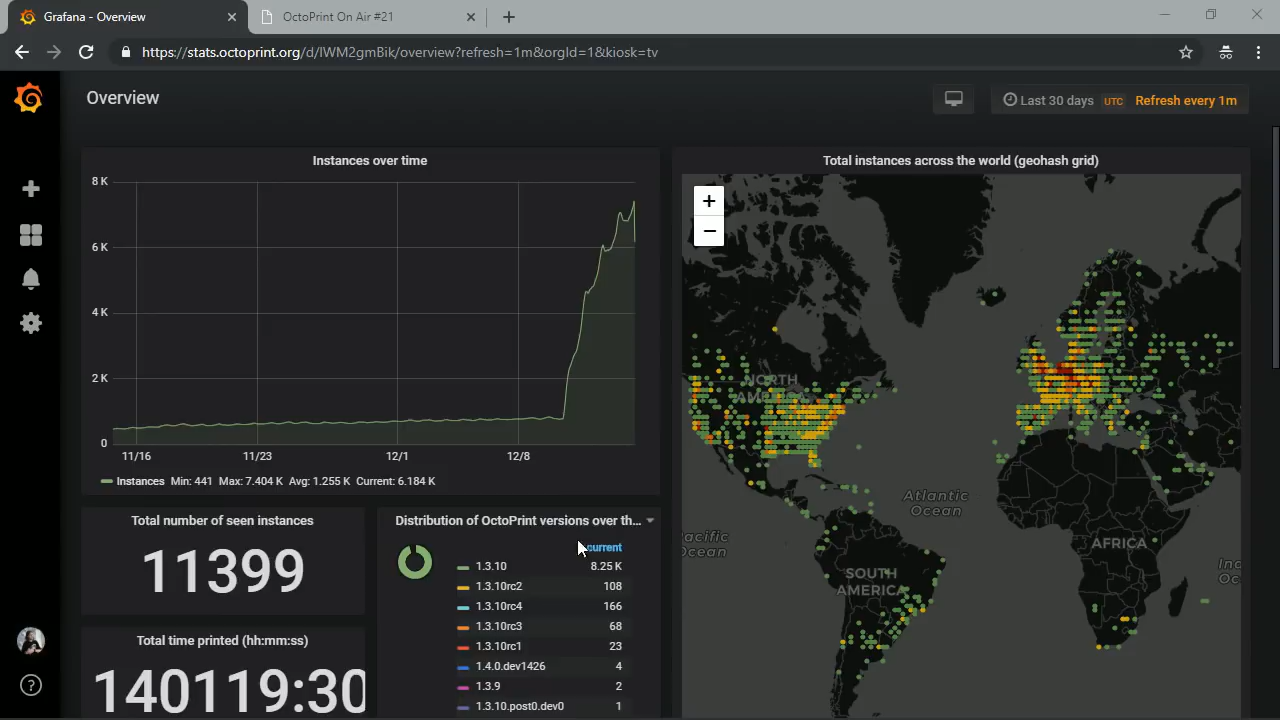 Grafana - Overview
OctoPrint On Air #21
https://stats.octoprint.org/d/IWM2gmBik/overview?refresh=1m&orgId=1&kiosk=tv
Overview
Last 30 days UTC Refresh every 1m
Instances over time
8 K
6 K
4 K
2 K
0
11/16 11/23 12/1 12/8
Instances Min: 441 Max: 7.404 K Avg: 1.255 K Current: 6.184 K
Total instances across the world (geohash grid)
+
−
NORTH
AMERICA
Atlantic
Ocean
acific
Ocean
AFRICA
SOUTH
AMERICA
Ind
Oc
Total number of seen instances
11399
Total time printed (hh:mm:ss)
140119:30
Distribution of OctoPrint versions over th...
current
1.3.10 8.25 K
1.3.10rc2 108
1.3.10rc4 166
1.3.10rc3 68
1.3.10rc1 23
1.4.0.dev1426 4
1.3.9 2
1.3.10.post0.dev0 1